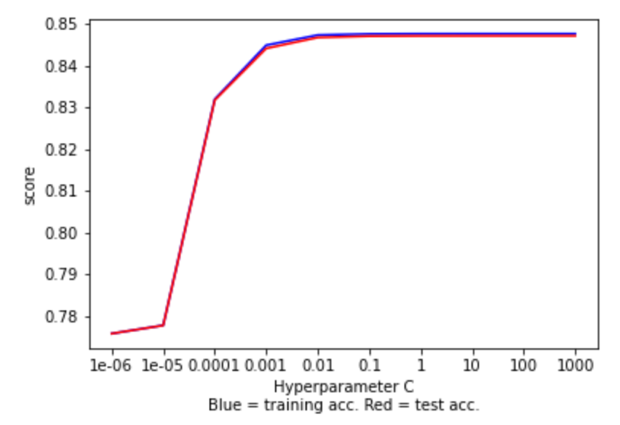 0.85
0.84
0.83
0.82
0.81
0.80
0.79
0.78
score
1e-06 1e-05 0.0001 0.001 0.01 0.1 1 10 100 1000
Hyperparameter C
Blue = training acc. Red = test acc.